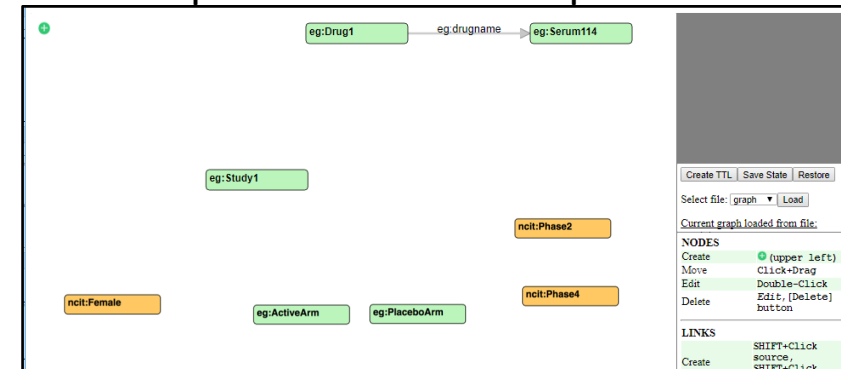 eg:Drug1
eg:drugname
eg:Serum114
eg:Study1
ncit:Phase2
ncit:Female
ncit:Phase4
eg:ActiveArm
eg:PlaceboArm
Create TTL Save State Restore
Select file: graph Load
Current graph loaded from file:
NODES
Create (upper left)
Move Click+Drag
Edit Double-Click
Delete Edit,[Delete]
button
LINKS
SHIFT+Click
Create source,
SHIFT+Click